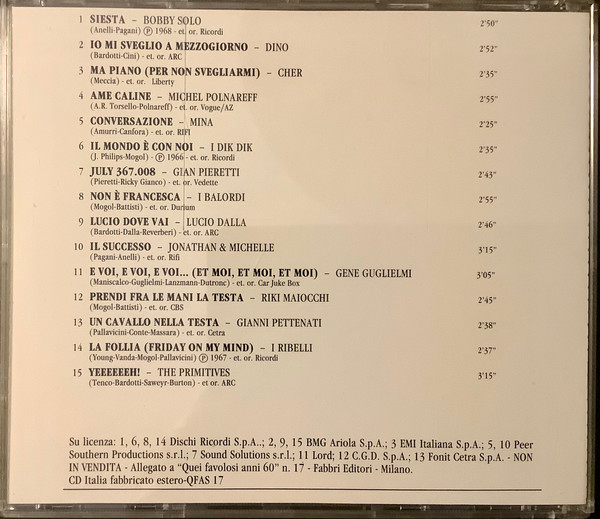 1 SIESTA – BOBBY SOLO 2'50"
(Anelli-Pagani) Ⓟ 1968 - et. or. Ricordi
2 IO MI SVEGLIO A MEZZOGIORNO – DINO 2'52"
(Bardotti-Cini) - et. or. ARC
3 MA PIANO (PER NON SVEGLIARMI) – CHER 2'35"
(Meccia) - et. or. Liberty
4 AME CALINE – MICHEL POLNAREFF 2'55"
(A.R. Torsello-Polnareff) - et. or. Vogue/AZ
5 CONVERSAZIONE – MINA 2'25"
(Amurri-Canfora) - et. or. RIFI
6 IL MONDO È CON NOI – I DIK DIK 2'35"
(J. Philips-Mogol) - Ⓟ 1966 - et. or. Ricordi
7 JULY 367.008 – GIAN PIERETTI 2'43"
(Pieretti-Ricky Gianco) - et. or. Vedette
8 NON È FRANCESCA – I BALORDI 2'55"
(Mogol-Battisti) - et. or. Durium
9 LUCIO DOVE VAI – LUCIO DALLA 2'46"
(Bardotti-Dalla-Reverberi) - et. or. ARC
10 IL SUCCESSO – JONATHAN & MICHELLE 3'15"
(Pagani-Anelli) - et. or. Rifi
11 E VOI, E VOI, E VOI... (ET MOI, ET MOI, ET MOI) – GENE GUGLIELMI 3'05"
(Maniscalco-Guglielmi-Lanzmann-Dutronc) - et. or. Car Juke Box
12 PRENDI FRA LE MANI LA TESTA – RIKI MAIOCCHI 2'45"
(Mogol-Battisti) - et. or. CBS
13 UN CAVALLO NELLA TESTA – GIANNI PETTENATI 2'38"
(Pallavicini-Conte-Massara) - et. or. Cetra
14 LA FOLLIA (FRIDAY ON MY MIND) – I RIBELLI 2'37"
(Young-Vanda-Mogol-Pallavicini) Ⓟ 1967 - et. or. Ricordi
15 YEEEEEEH! – THE PRIMITIVES 3'15"
(Tenco-Bardotti-Saweyr-Burton) - et or. ARC
Su licenza: 1, 6, 8, 14 Dischi Ricordi S.p.A..; 2, 9, 15 BMG Ariola S.p.A.; 3 EMI Italiana S.p.A.; 5, 10 Peer
Southern Productions s.r.l.; 7 Sound Solutions s.r.l.; 11 Lord; 12 C.G.D. S.p.A.; 13 Fonit Cetra S.p.A. - NON
IN VENDITA - Allegato a "Quei favolosi anni 60" n. 17 - Fabbri Editori - Milano.
CD Italia fabbricato estero-QFAS 17